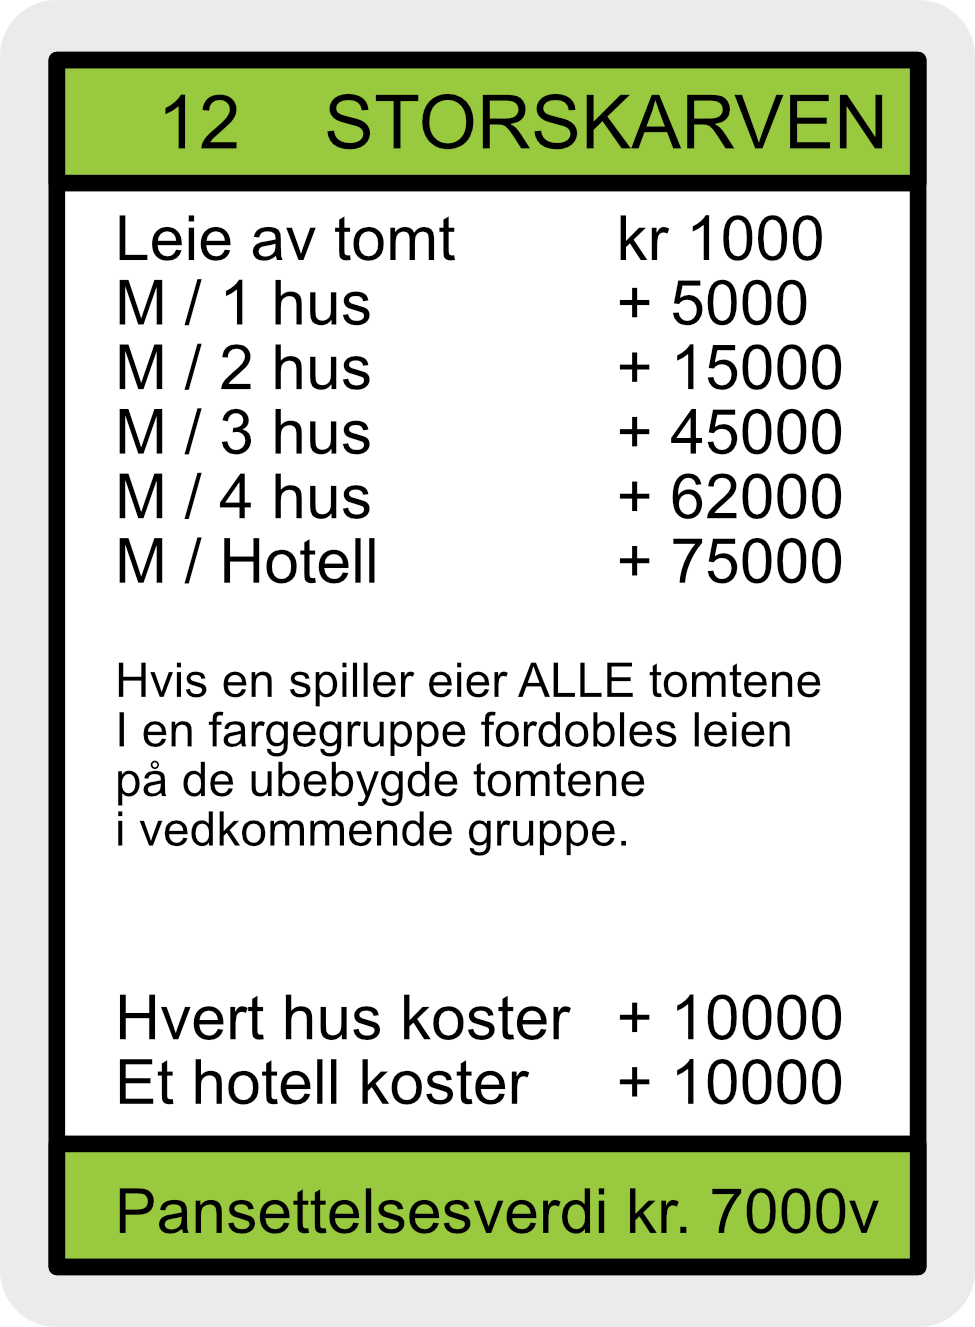 12 STORSKARVEN
Leie av tomt kr 1000
M / 1 hus + 5000
M / 2 hus + 15000
M / 3 hus + 45000
M / 4 hus + 62000
M / Hotell + 75000
Hvis en spiller eier ALLE tomtene
I en fargegruppe fordobles leien
på de ubebygde tomtene
i vedkommende gruppe.
Hvert hus koster + 10000
Et hotell koster + 10000
Pansettelsesverdi kr. 7000v